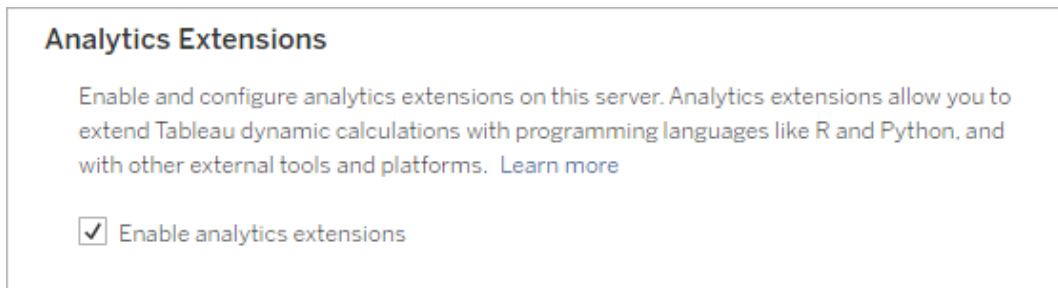 Analytics Extensions
Enable and configure analytics extensions on this server. Analytics extensions allow you to
extend Tableau dynamic calculations with programming languages like R and Python, and
with other external tools and platforms. Learn more
Enable analytics extensions